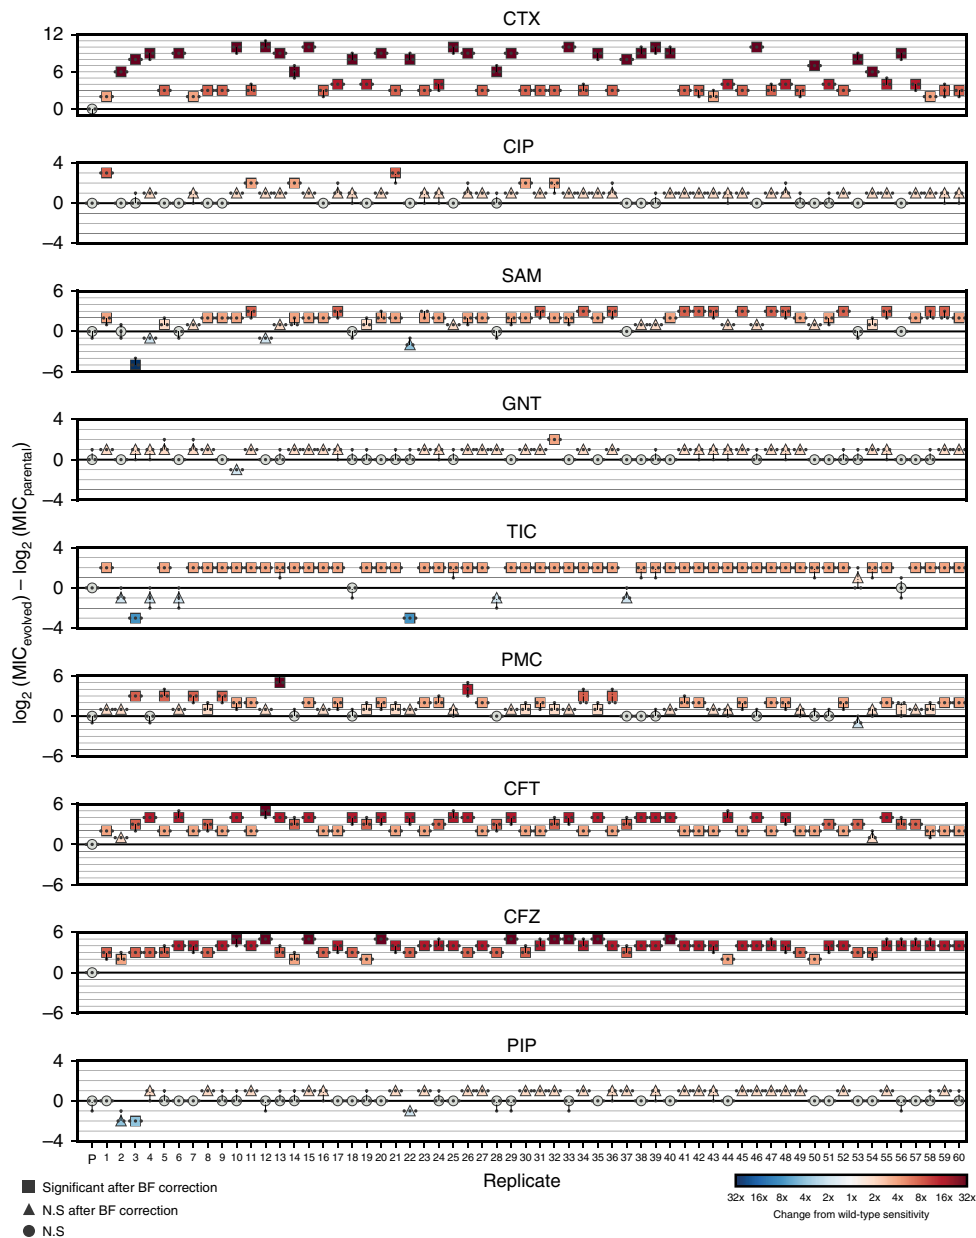 CTX
12
6
0
CIP
4
0
−4
SAM
6
0
−6
GNT
4
0
−4
log2 (MICevolved) − log2 (MICparental)
TIC
4
0
−4
PMC
6
0
−6
CFT
6
0
−6
CFZ
6
0
−6
PIP
4
0
−4
P 1 2 3 4 5 6 7 8 9 10 11 12 13 14 15 16 17 18 19 20 21 22 23 24 25 26 27 28 29 30 31 32 33 34 35 36 37 38 39 40 41 42 43 44 45 46 47 48 49 50 51 52 53 54 55 56 57 58 59 60
Replicate
Significant after BF correction
N.S after BF correction
N.S
32x 16x 8x 4x 2x 1x 2x 4x 8x 16x 32x
Change from wild-type sensitivity